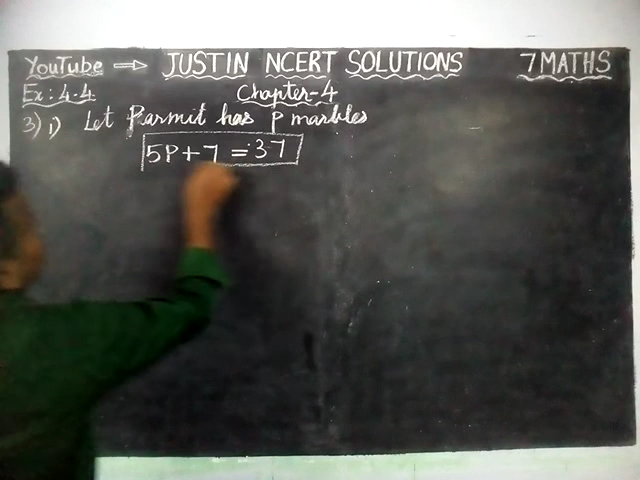 YouTube ⇒ JUSTIN NCERT SOLUTIONS 7 MATHS
Ex: 4.4 Chapter-4
3) i) Let Parmit has P marbles
5P+7 = 37